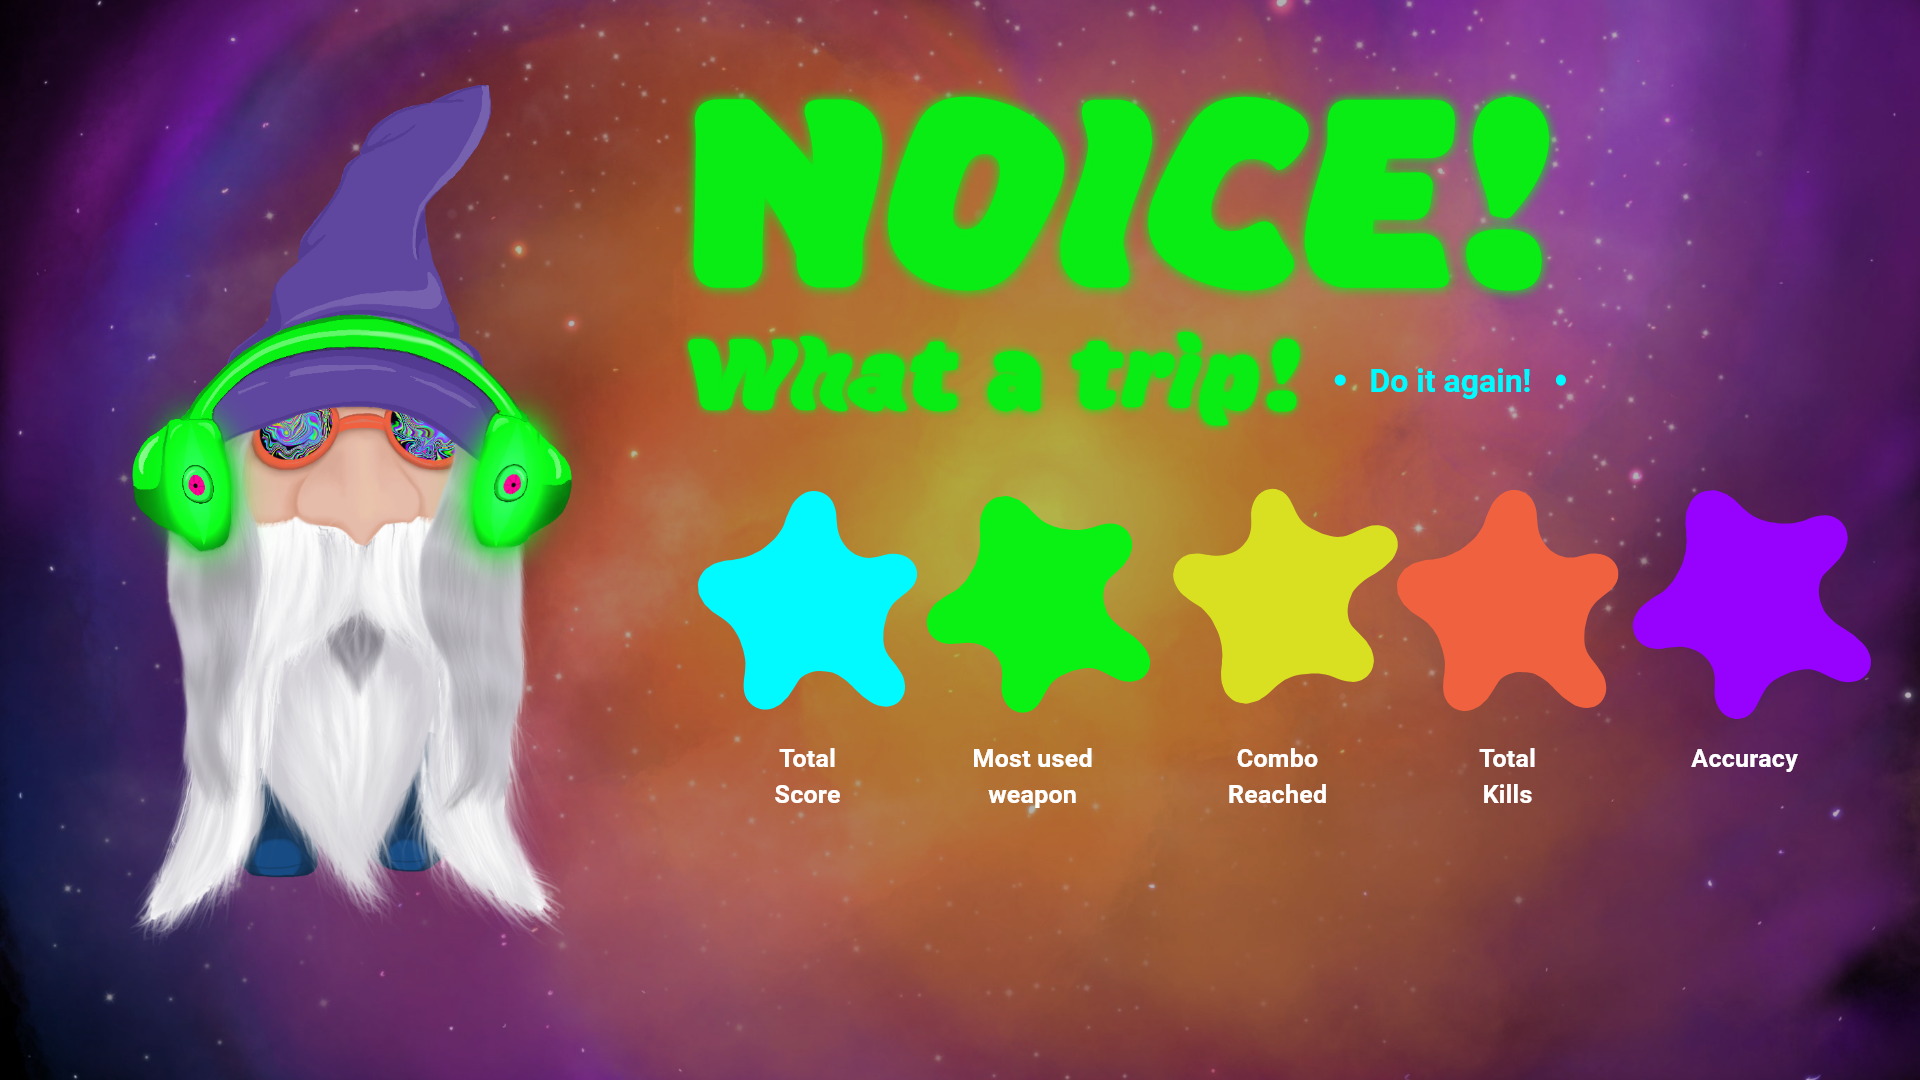 NOICE!
What a trip!
• Do it again! •
Total
Score
Most used
weapon
Combo
Reached
Total
Kills
Accuracy